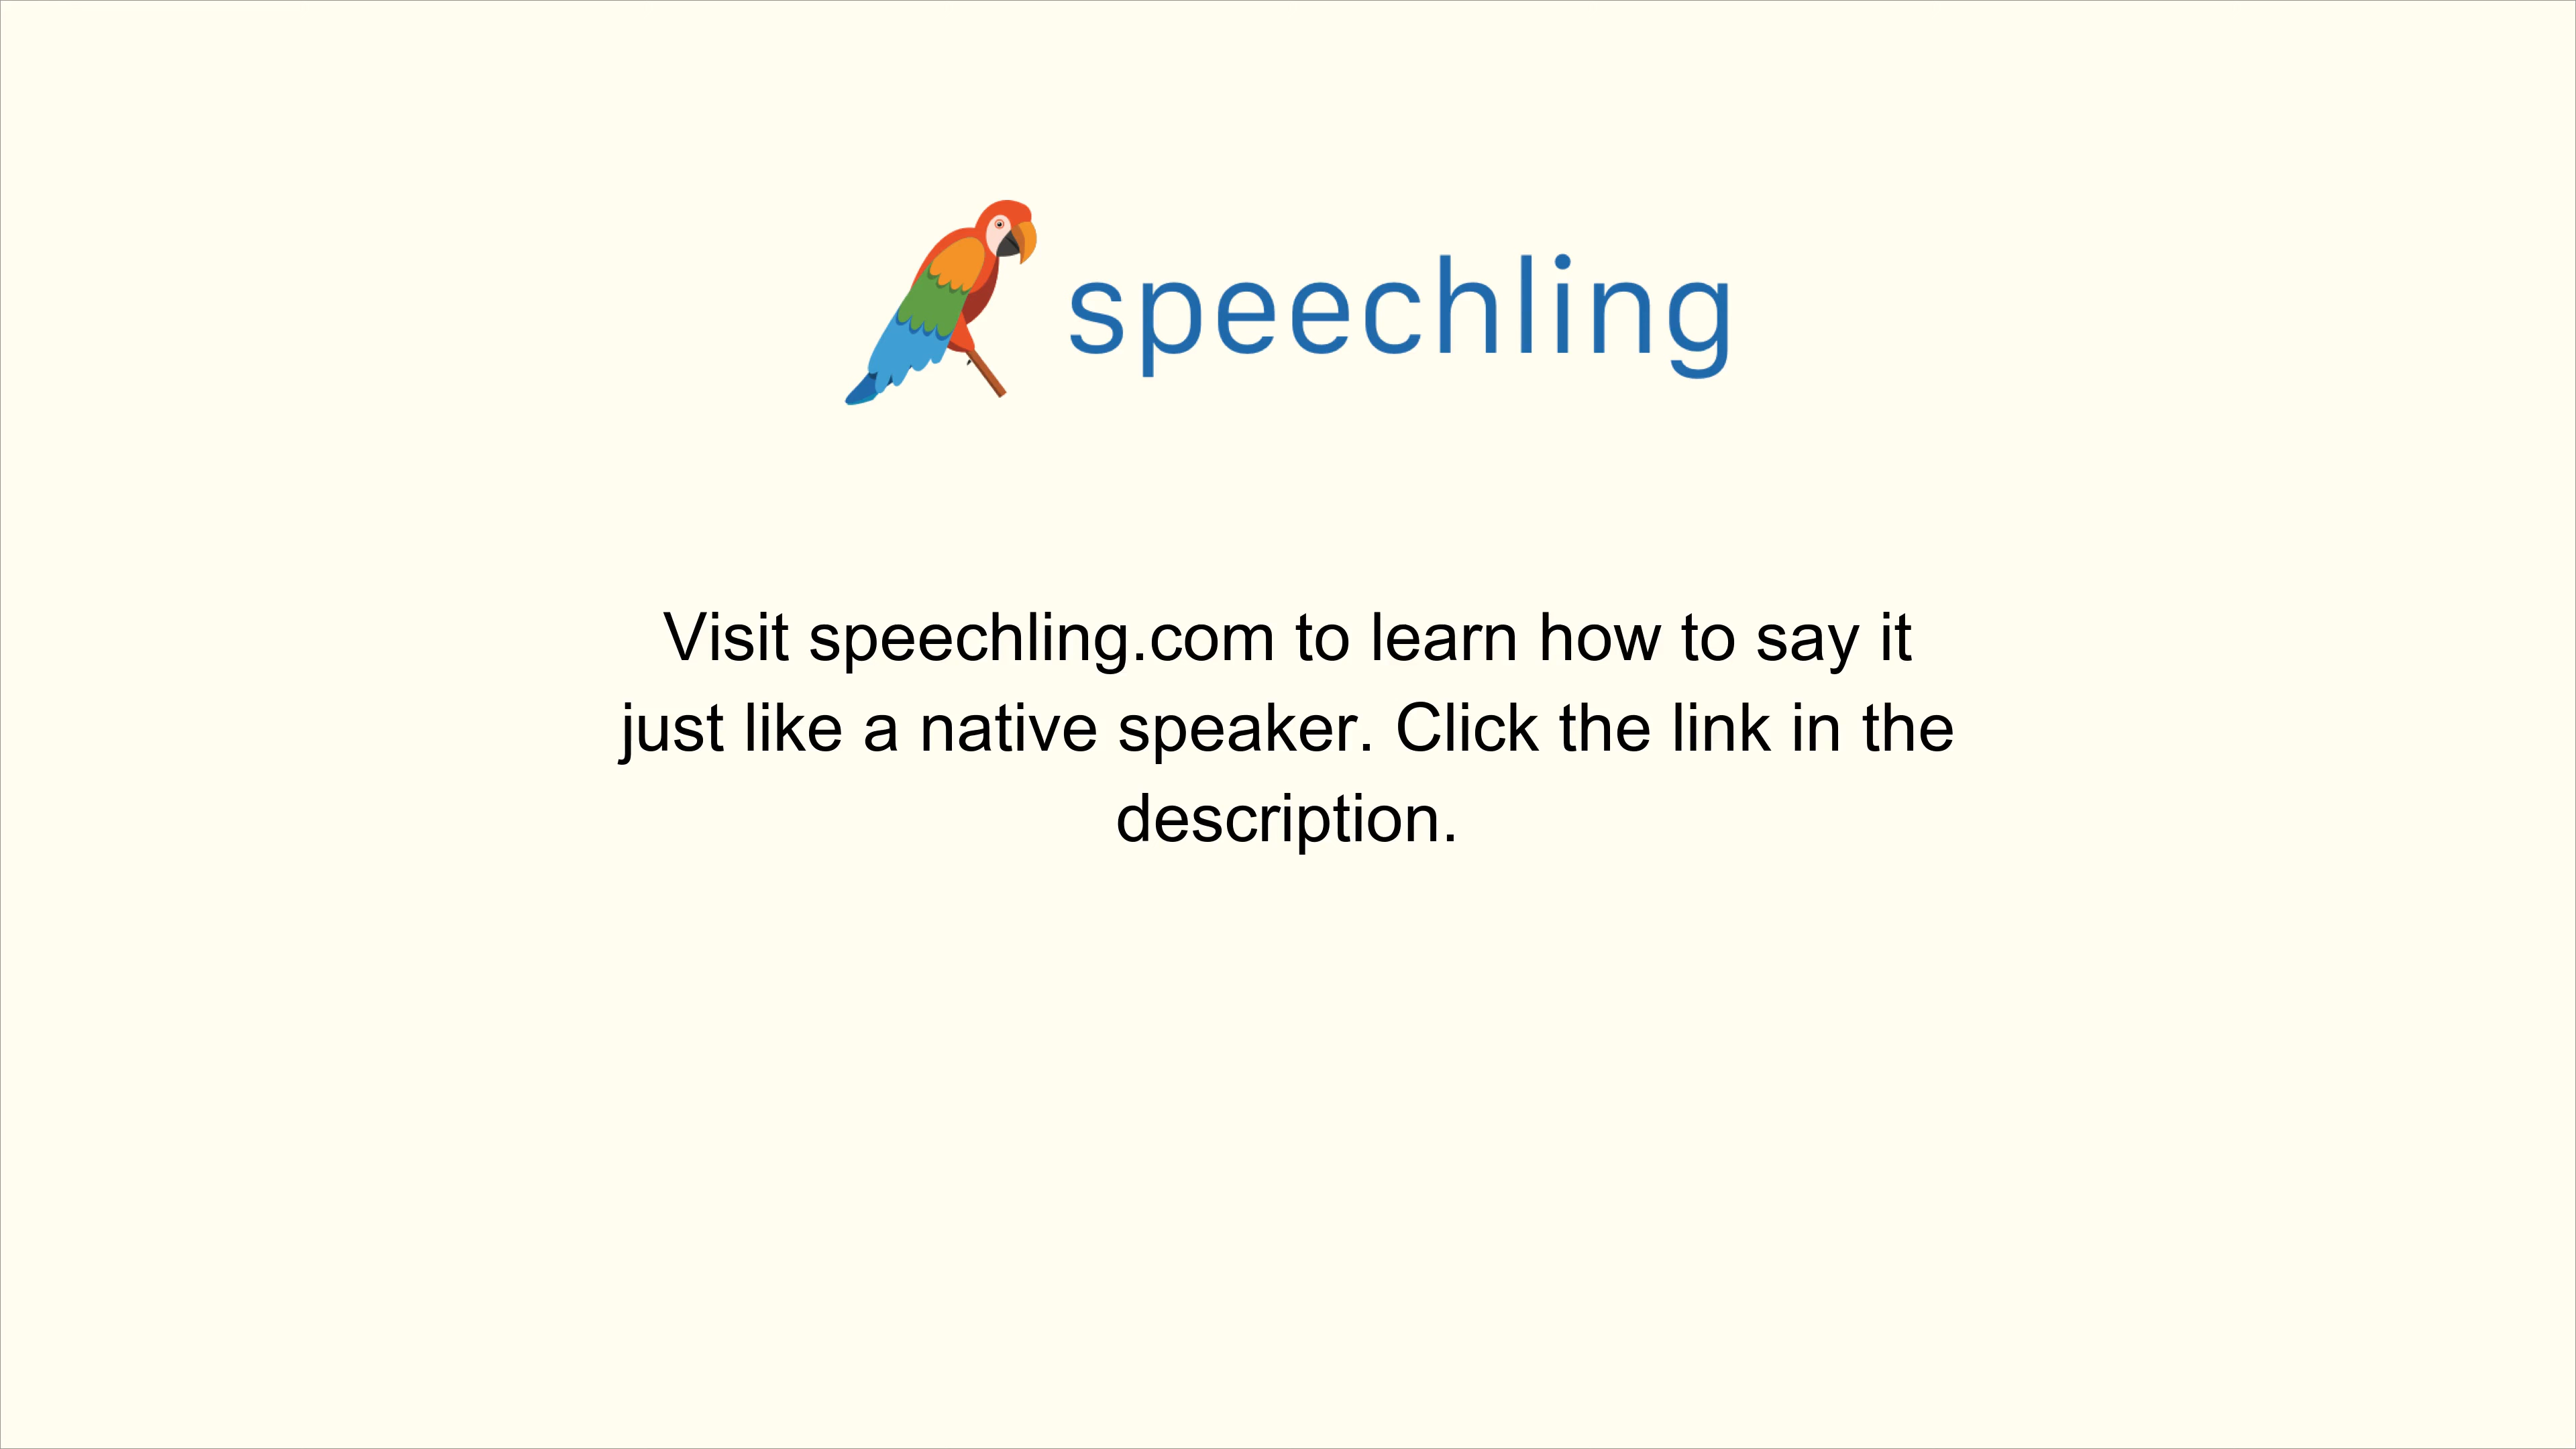 speechling
Visit speechling.com to learn how to say it
just like a native speaker. Click the link in the
description.